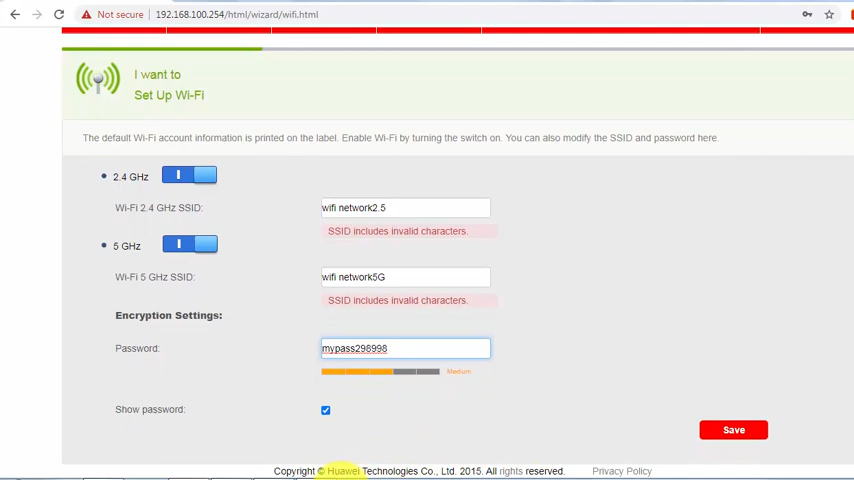 Not secure 192.168.100.254/html/wizard/wifi.html
I want to
Set Up Wi-Fi
The default Wi-Fi account information is printed on the label. Enable Wi-Fi by turning the switch on. You can also modify the SSID and password here.
2.4 GHz
Wi-Fi 2.4 GHz SSID: wifi network2.5
SSID includes invalid characters.
5 GHz
Wi-Fi 5 GHz SSID: wifi network5G
SSID includes invalid characters.
Encryption Settings:
Password: mypass298998
Medium
Show password:
Save
Copyright © Huawei Technologies Co., Ltd. 2015. All rights reserved. Privacy Policy